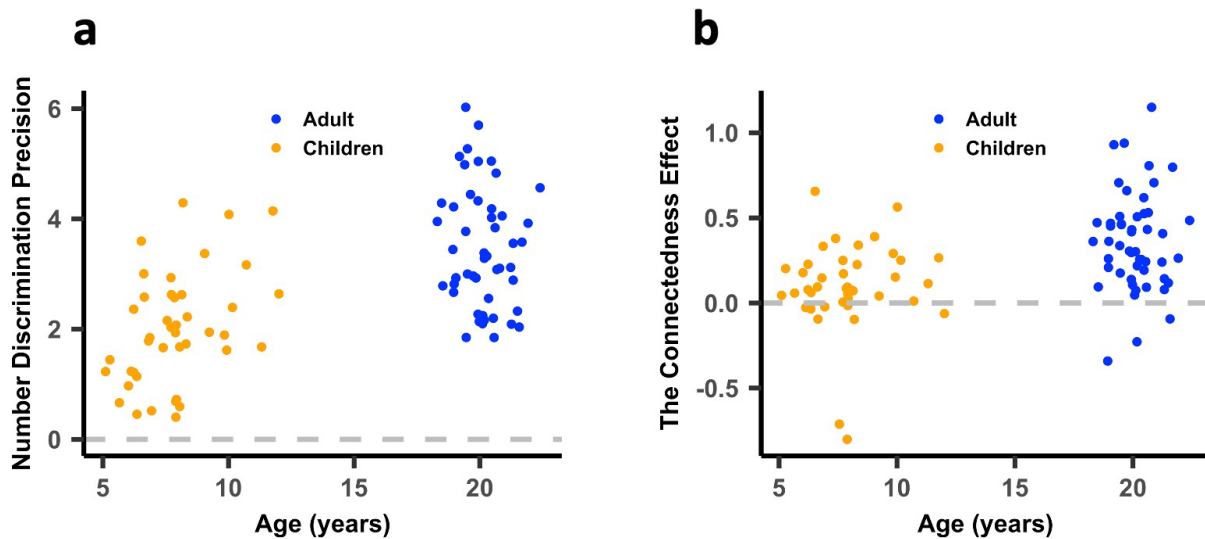 a
Number Discrimination Precision
6
4
2
0
Adult
Children
5
10
15
20
Age (years)
b
The Connectedness Effect
1.0
0.5
0.0
-0.5
Adult
Children
5
10
15
20
Age (years)